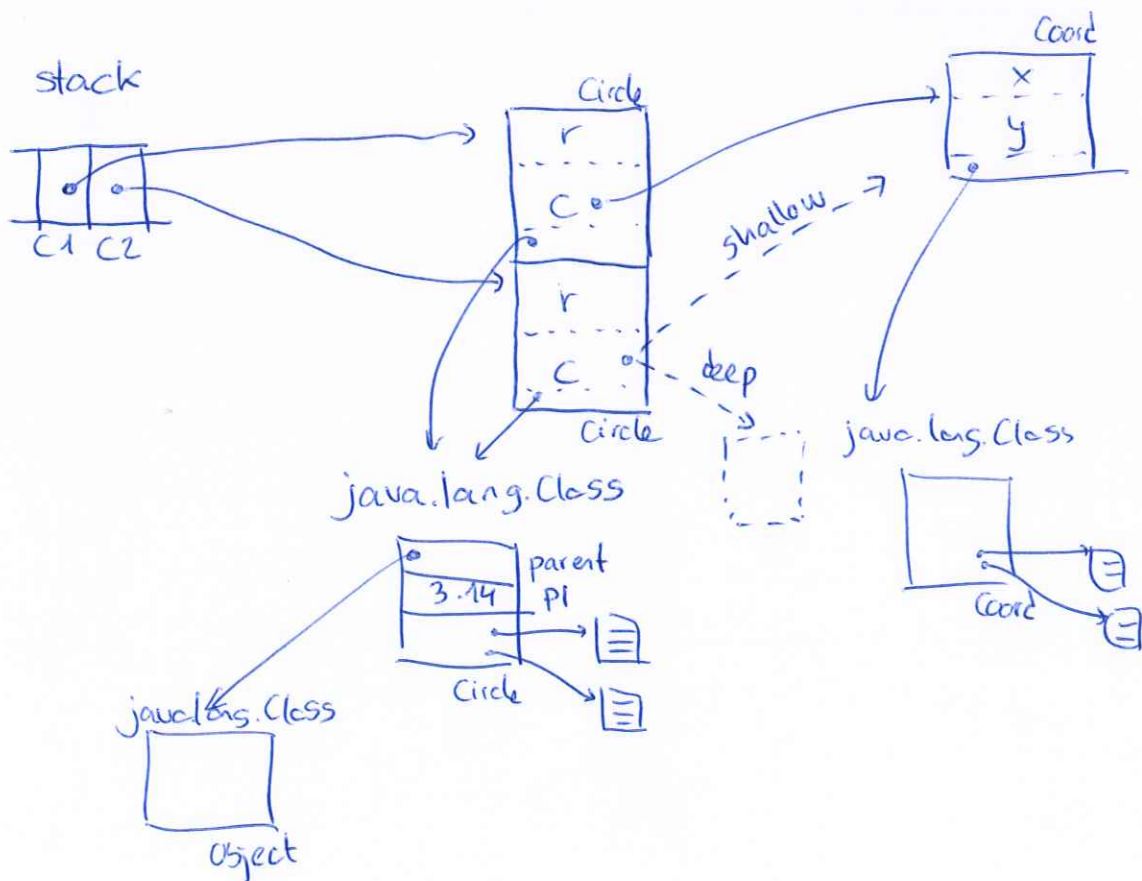 stack
C1 C2
Circle
r
C
r
C
Circle
Coord
x
y
shallow
deep
java.lang.Class
parent
3.14 pi
Circle
java.lang.Class
Coord
java.lang.Class
Object